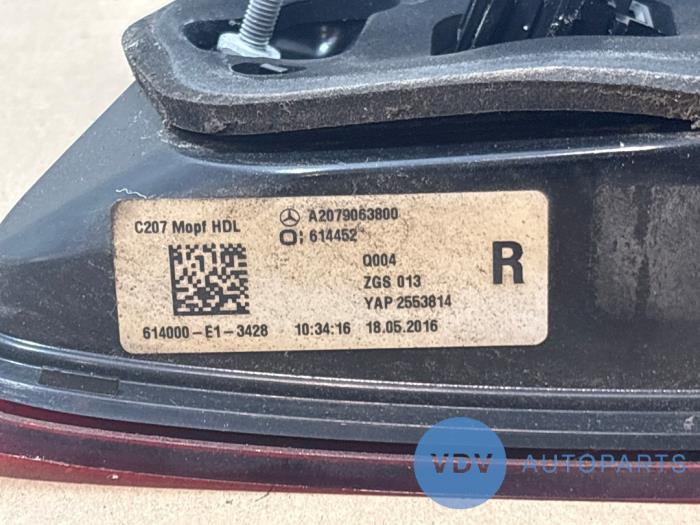 C207 Mopf HDL
A2079063800
O; 614452
Q004
ZGS 013
YAP 2553814
R
614000-E1-3428 10:34:16 18.05.2016
VDV AUTOPARTS